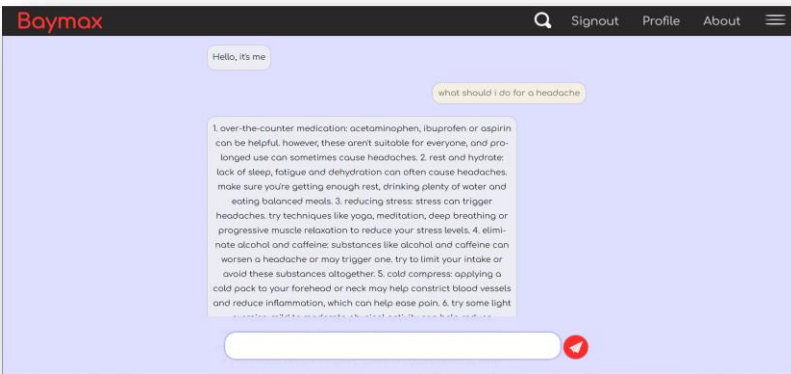 Baymax
Signout Profile About
Hello, it's me
what should i do for a headache
1. over-the-counter medication: acetaminophen, ibuprofen or aspirin
can be helpful. however, these aren't suitable for everyone, and pro-
longed use can sometimes cause headaches. 2. rest and hydrate:
lack of sleep, fatigue and dehydration can often cause headaches.
make sure you're getting enough rest, drinking plenty of water and
eating balanced meals. 3. reducing stress: stress can trigger
headaches. try techniques like yoga, meditation, deep breathing or
progressive muscle relaxation to reduce your stress levels. 4. elimi-
nate alcohol and caffeine: substances like alcohol and caffeine can
worsen a headache or may trigger one. try to limit your intake or
avoid these substances altogether. 5. cold compress: applying a
cold pack to your forehead or neck may help constrict blood vessels
and reduce inflammation, which can help ease pain. 6. try some light